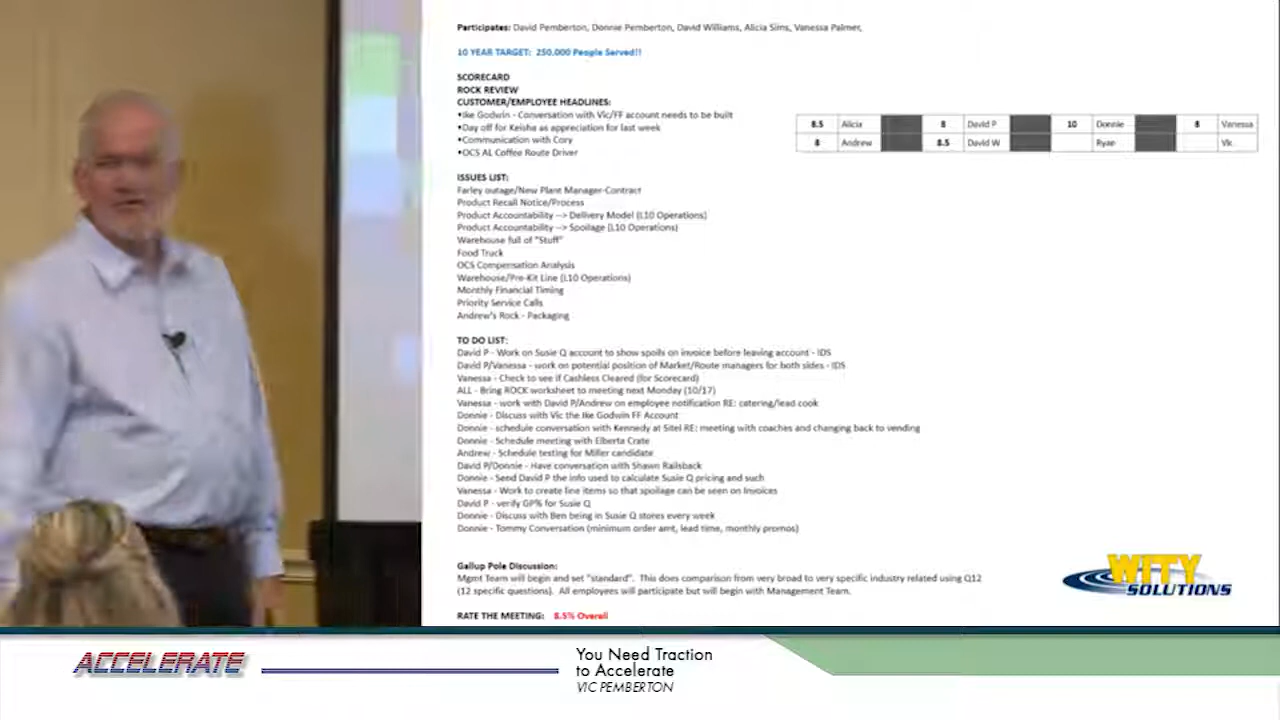 Participates: David Pemberton, Donnie Pemberton, David Williams, Alicia Sims, Vanessa Palmer,
10 YEAR TARGET: 250,000 People Served!!
SCORECARD
ROCK REVIEW
CUSTOMER/EMPLOYEE HEADLINES:
•Ike Godwin - Conversation with Vic/FF account needs to be built
•Day off for Keisha as appreciation for last week
•Communication with Cory
•OCS AL Coffee Route Driver
8.5 Alicia 8 David P 10 Donnie 8 Vanessa
8 Andrew 8.5 David W Ryan Vic
ISSUES LIST:
Farley outage/New Plant Manager-Contract
Product Recall Notice/Process
Product Accountability --> Delivery Model (L10 Operations)
Product Accountability --> Spoilage (L10 Operations)
Warehouse full of "Stuff"
Food Truck
OCS Compensation Analysis
Warehouse/Pre-Kit Line (L10 Operations)
Monthly Financial Timing
Priority Service Calls
Andrew's Rock - Packaging
TO DO LIST:
David P - Work on Susie Q account to show spoils on invoice before leaving account - IDS
David P/Vanessa - work on potential position of Market/Route managers for both sides - IDS
Vanessa - Check to see if Cashless Cleared (for Scorecard)
ALL - Bring ROCK worksheet to meeting next Monday (10/17)
Vanessa - work with David P/Andrew on employee notification RE: catering/lead cook
Donnie - Discuss with Vic the Ike Godwin FF Account
Donnie - schedule conversation with Kennedy at Sitel RE: meeting with coaches and changing back to vending
Donnie - Schedule meeting with Elberta Crate
Andrew - Schedule testing for Miller candidate
David P/Donnie - Have conversation with Shawn Railsback
Donnie - Send David P the info used to calculate Susie Q pricing and such
Vanessa - Work to create line items so that spoilage can be seen on Invoices
David P - verify GP% for Susie Q
Donnie - Discuss with Ben being in Susie Q stores every week
Donnie - Tommy Conversation (minimum order amt, lead time, monthly promos)
Gallup Pole Discussion:
Mgmt Team will begin and set "standard". This does comparison from very broad to very specific industry related using Q12
(12 specific questions). All employees will participate but will begin with Management Team.
RATE THE MEETING: 8.5% Overall
WITY
SOLUTIONS
ACCELERATE
You Need Traction
to Accelerate
VIC PEMBERTON